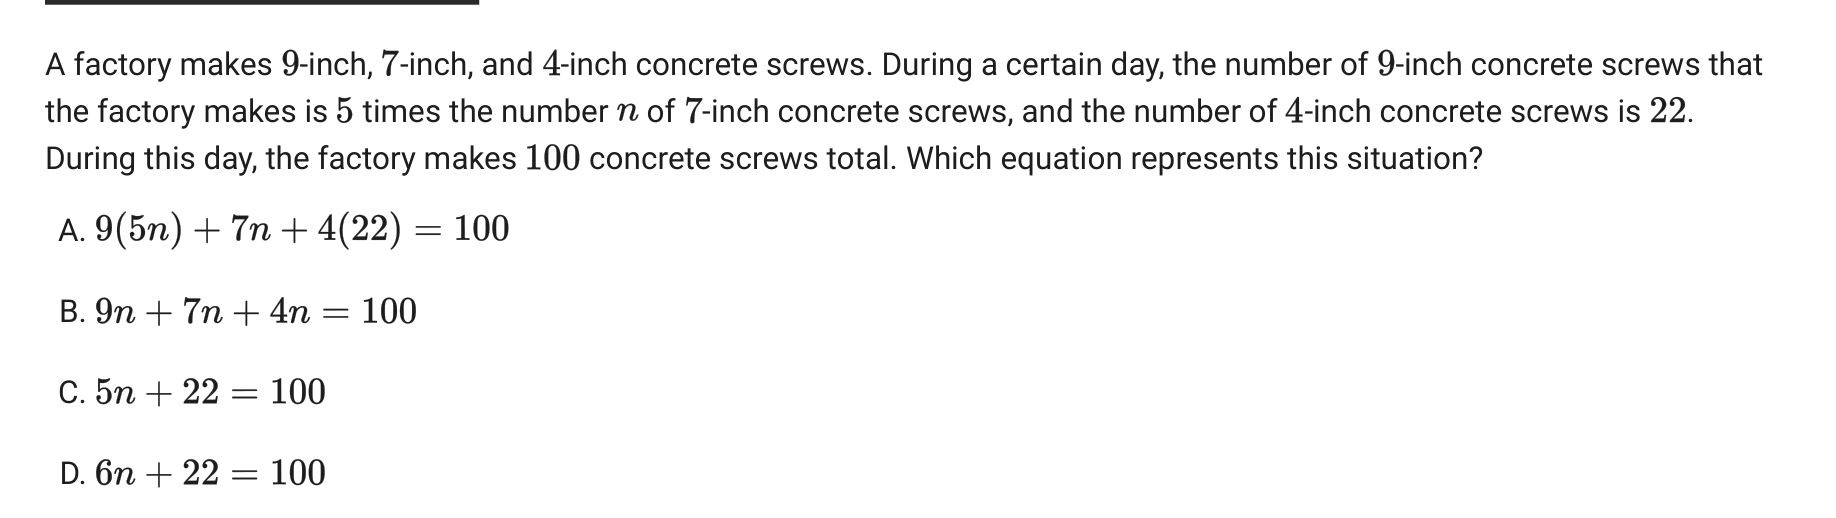 A factory makes 9-inch, 7-inch, and 4-inch concrete screws. During a certain day, the number of 9-inch concrete screws that
the factory makes is 5 times the number n of 7-inch concrete screws, and the number of 4-inch concrete screws is 22.
During this day, the factory makes 100 concrete screws total. Which equation represents this situation?
A. 9(5n) + 7n + 4(22) = 100
B. 9n + 7n + 4n = 100
C. 5n + 22 = 100
D. 6n + 22 = 100